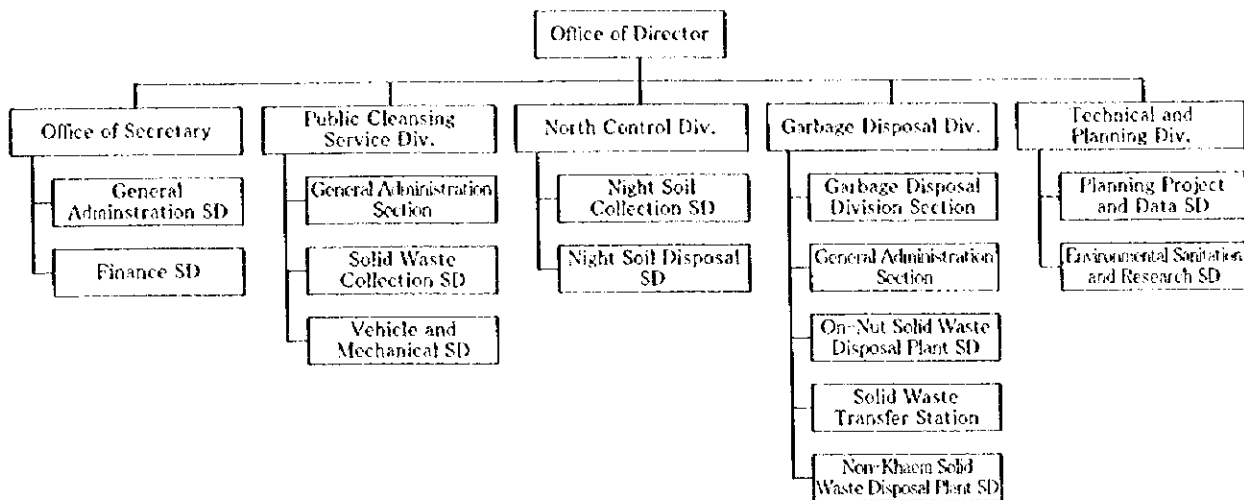 Office of Director
Office of Secretary
Public Cleansing
Service Div.
North Control Div.
Garbage Disposal Div.
Technical and
Planning Div.
General
Adminstration SD
Finance SD
General Administration
Section
Solid Waste
Collection SD
Vehicle and
Mechanical SD
Night Soil
Collection SD
Night Soil Disposal
SD
Garbage Disposal
Division Section
General Administration
Section
On-Nut Solid Waste
Disposal Plant SD
Solid Waste
Transfer Station
Non-Khaem Solid
Waste Disposal Plant SD
Planning Project
and Data SD
Environmental Sanitation
and Research SD